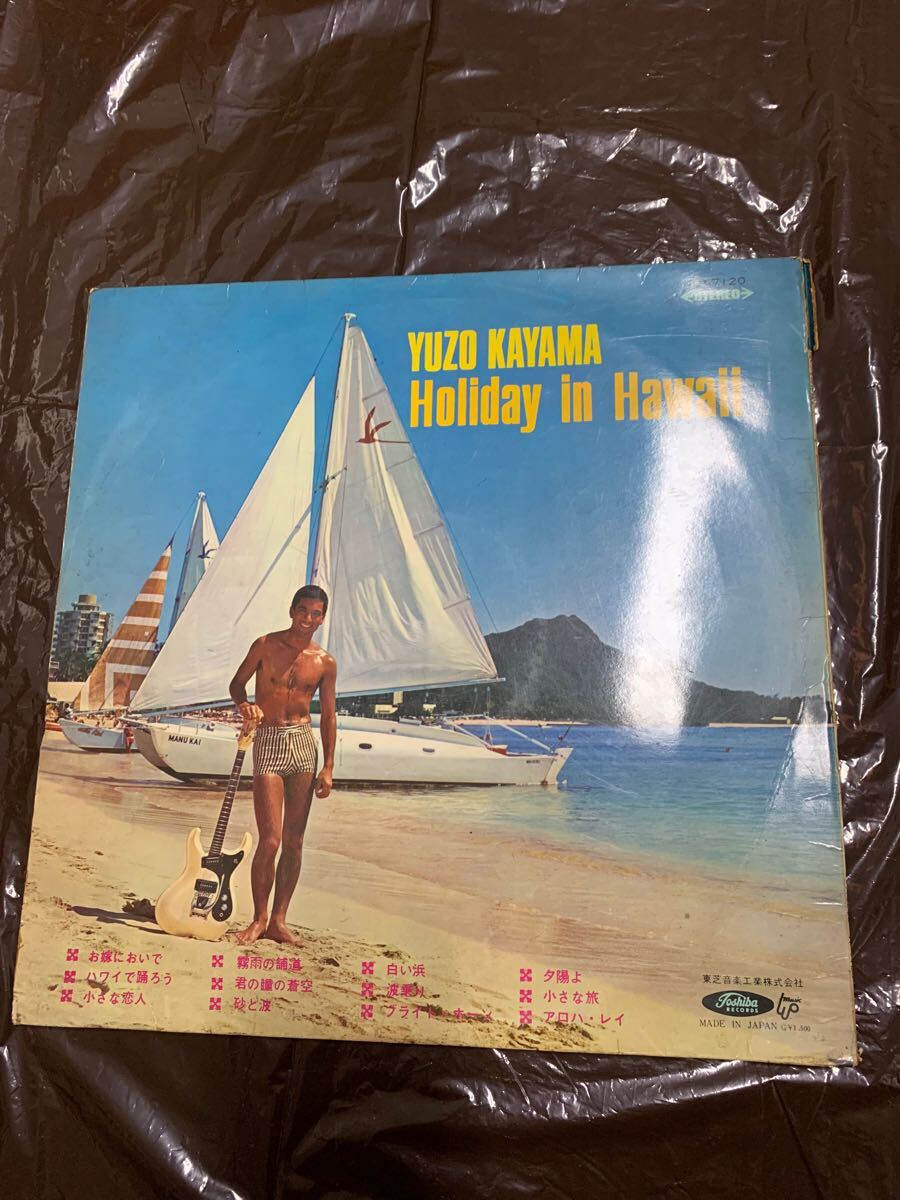 7120
STEREO
YUZO KAYAMA
Holiday in Hawaii
MANU KAI
お嫁においで
ハワイで踊ろう
小さな恋人
霧雨の舗道
君の瞳の蒼空
砂と波
白い浜
波乗り
ブライト・ホーン
夕陽よ
小さな旅
アロハ・レイ
東芝音楽工業株式会社
Toshiba
RECORDS
music
MADE IN JAPAN G¥1,500